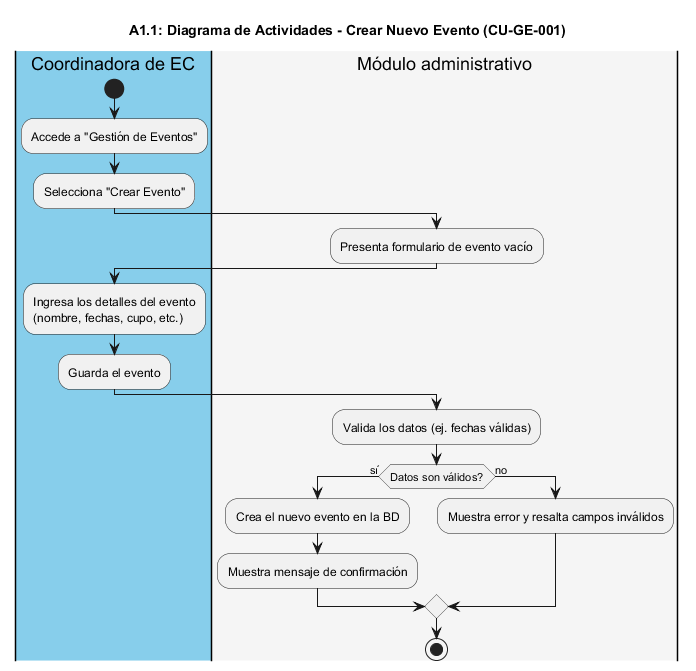 A1.1: Diagrama de Actividades - Crear Nuevo Evento (CU-GE-001)
Coordinadora de EC
Módulo administrativo
Accede a "Gestión de Eventos"
Selecciona "Crear Evento"
Presenta formulario de evento vacío
Ingresa los detalles del evento
(nombre, fechas, cupo, etc.)
Guarda el evento
Valida los datos (ej. fechas válidas)
sí
Datos son válidos?
no
Crea el nuevo evento en la BD
Muestra error y resalta campos inválidos
Muestra mensaje de confirmación